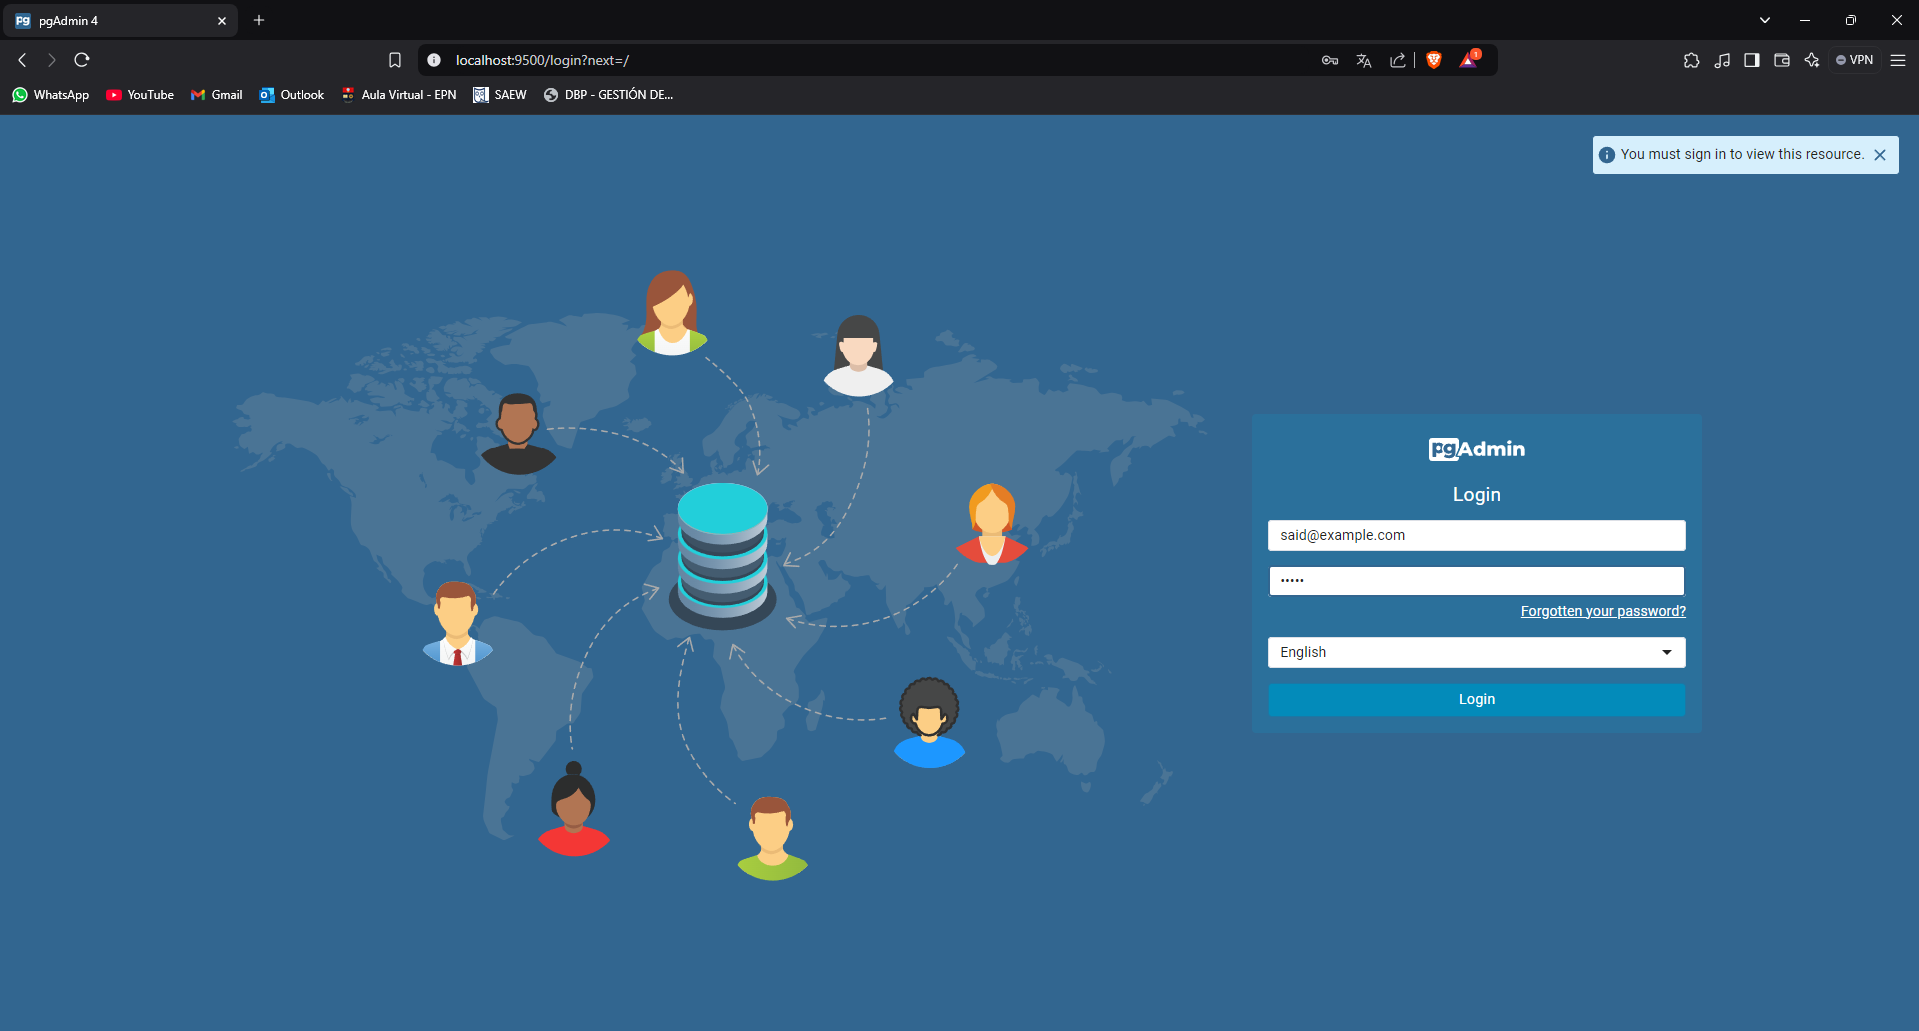 pgAdmin 4
localhost:9500/login?next=/
1
VPN
WhatsApp
YouTube
Gmail
Outlook
Aula Virtual - EPN
SAEW
DBP - GESTIÓN DE...
You must sign in to view this resource.
pgAdmin
Login
said@example.com
•••••
Forgotten your password?
English
Login